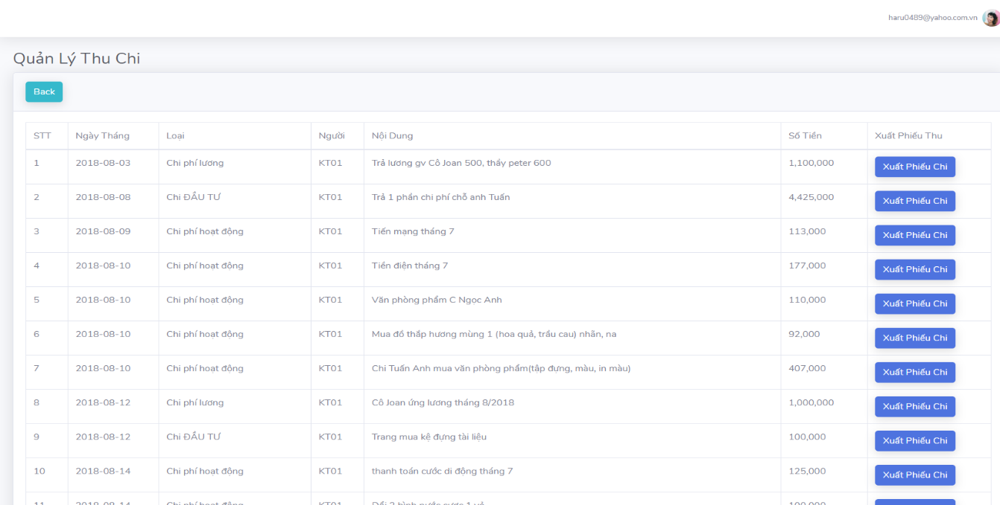 haru0489@yahoo.com.vn
Quản Lý Thu Chi
Back
STT Ngày Tháng Loại Người Nội Dung Số Tiền Xuất Phiếu Thu
1 2018-08-03 Chi phí lương KT01 Trả lương gv Cô Joan 500, thầy peter 600 1,100,000 Xuất Phiếu Chi
2 2018-08-08 Chi ĐẦU TƯ KT01 Trả 1 phần chi phí chỗ anh Tuấn 4,425,000 Xuất Phiếu Chi
3 2018-08-09 Chi phí hoạt động KT01 Tiến mạng tháng 7 113,000 Xuất Phiếu Chi
4 2018-08-10 Chi phí hoạt động KT01 Tiền điện tháng 7 177,000 Xuất Phiếu Chi
5 2018-08-10 Chi phí hoạt động KT01 Văn phòng phẩm C Ngọc Anh 110,000 Xuất Phiếu Chi
6 2018-08-10 Chi phí hoạt động KT01 Mua đồ thắp hương mùng 1 (hoa quả, trầu cau) nhãn, na 92,000 Xuất Phiếu Chi
7 2018-08-10 Chi phí hoạt động KT01 Chi Tuấn Anh mua văn phòng phẩm(tập đựng, màu, in màu) 407,000 Xuất Phiếu Chi
8 2018-08-12 Chi phí lương KT01 Cô Joan ứng lương tháng 8/2018 1,000,000 Xuất Phiếu Chi
9 2018-08-12 Chi ĐẦU TƯ KT01 Trang mua kệ đựng tài liệu 100,000 Xuất Phiếu Chi
10 2018-08-14 Chi phí hoạt động KT01 thanh toán cước di động tháng 7 125,000 Xuất Phiếu Chi
11 2018-08-14 Chi phí hoạt động KT01 100,000